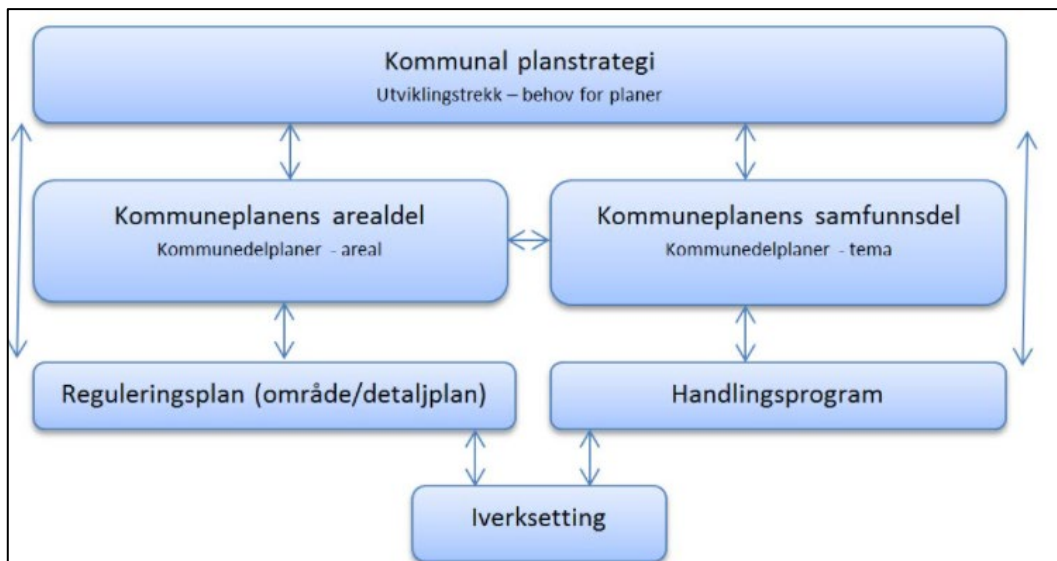 Kommunal planstrategi
Utviklingstrekk – behov for planer
Kommuneplanens arealdel
Kommunedelplaner - areal
Kommuneplanens samfunnsdel
Kommunedelplaner - tema
Reguleringsplan (område/detaljplan)
Handlingsprogram
Iverksetting